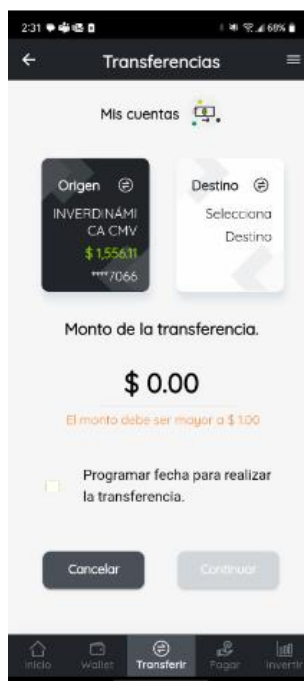 2:31
68%
Transferencias
Mis cuentas
Origen
INVERDINÁMI
CA CMV
$ 1,556.11
****7066
Destino
Selecciona
Destino
Monto de la transferencia.
$ 0.00
El monto debe ser mayor a $ 1.00
Programar fecha para realizar
la transferencia.
Cancelar
Continuar
Inicio
Wallet
Transferir
Pagar
Invertir